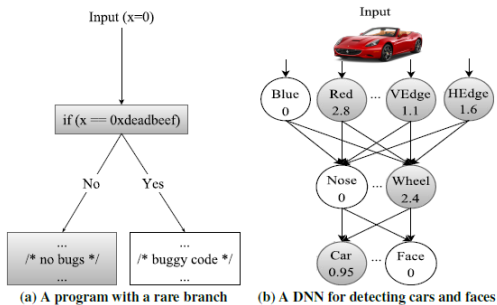 Input (x=0)
if (x == 0xdeadbeef)
No
Yes
...
/* no bugs */
...
...
/* buggy code */
...
(a) A program with a rare branch
Input
Blue
0
Red
2.8
...
VEdge
1.1
HEdge
1.6
Nose
0
...
Wheel
2.4
Car
0.95
...
Face
0
(b) A DNN for detecting cars and faces